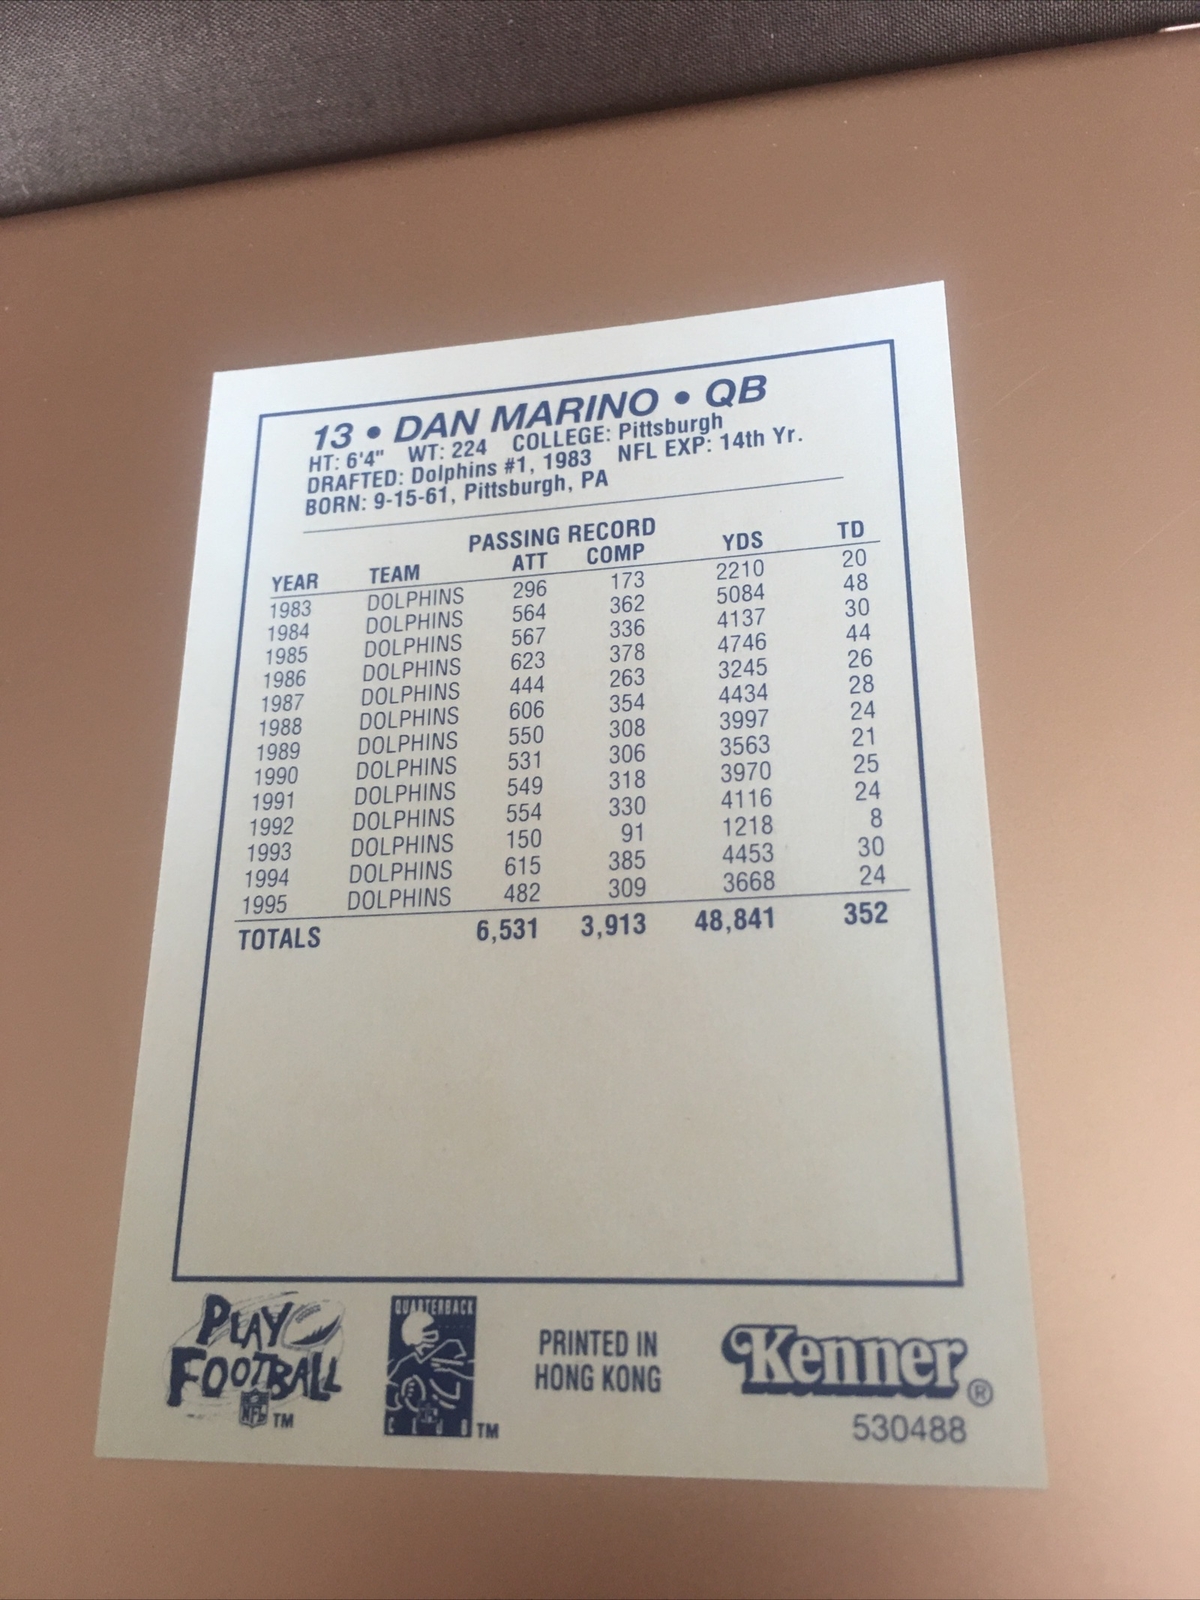 13 • DAN MARINO • QB
HT: 6'4" WT: 224 COLLEGE: Pittsburgh
DRAFTED: Dolphins #1, 1983 NFL EXP: 14th Yr.
BORN: 9-15-61, Pittsburgh, PA
PASSING RECORD
YEAR TEAM ATT COMP YDS TD
1983 DOLPHINS 296 173 2210 20
1984 DOLPHINS 564 362 5084 48
1985 DOLPHINS 567 336 4137 30
1986 DOLPHINS 623 378 4746 44
1987 DOLPHINS 444 263 3245 26
1988 DOLPHINS 606 354 4434 28
1989 DOLPHINS 550 308 3997 24
1990 DOLPHINS 531 306 3563 21
1991 DOLPHINS 549 318 3970 25
1992 DOLPHINS 554 330 4116 24
1993 DOLPHINS 150 91 1218 8
1994 DOLPHINS 615 385 4453 30
1995 DOLPHINS 482 309 3668 24
TOTALS 6,531 3,913 48,841 352
PLAY
FOOTBALL
NFL TM
QUARTERBACK
CLUB TM
PRINTED IN
HONG KONG
Kenner ®
530488